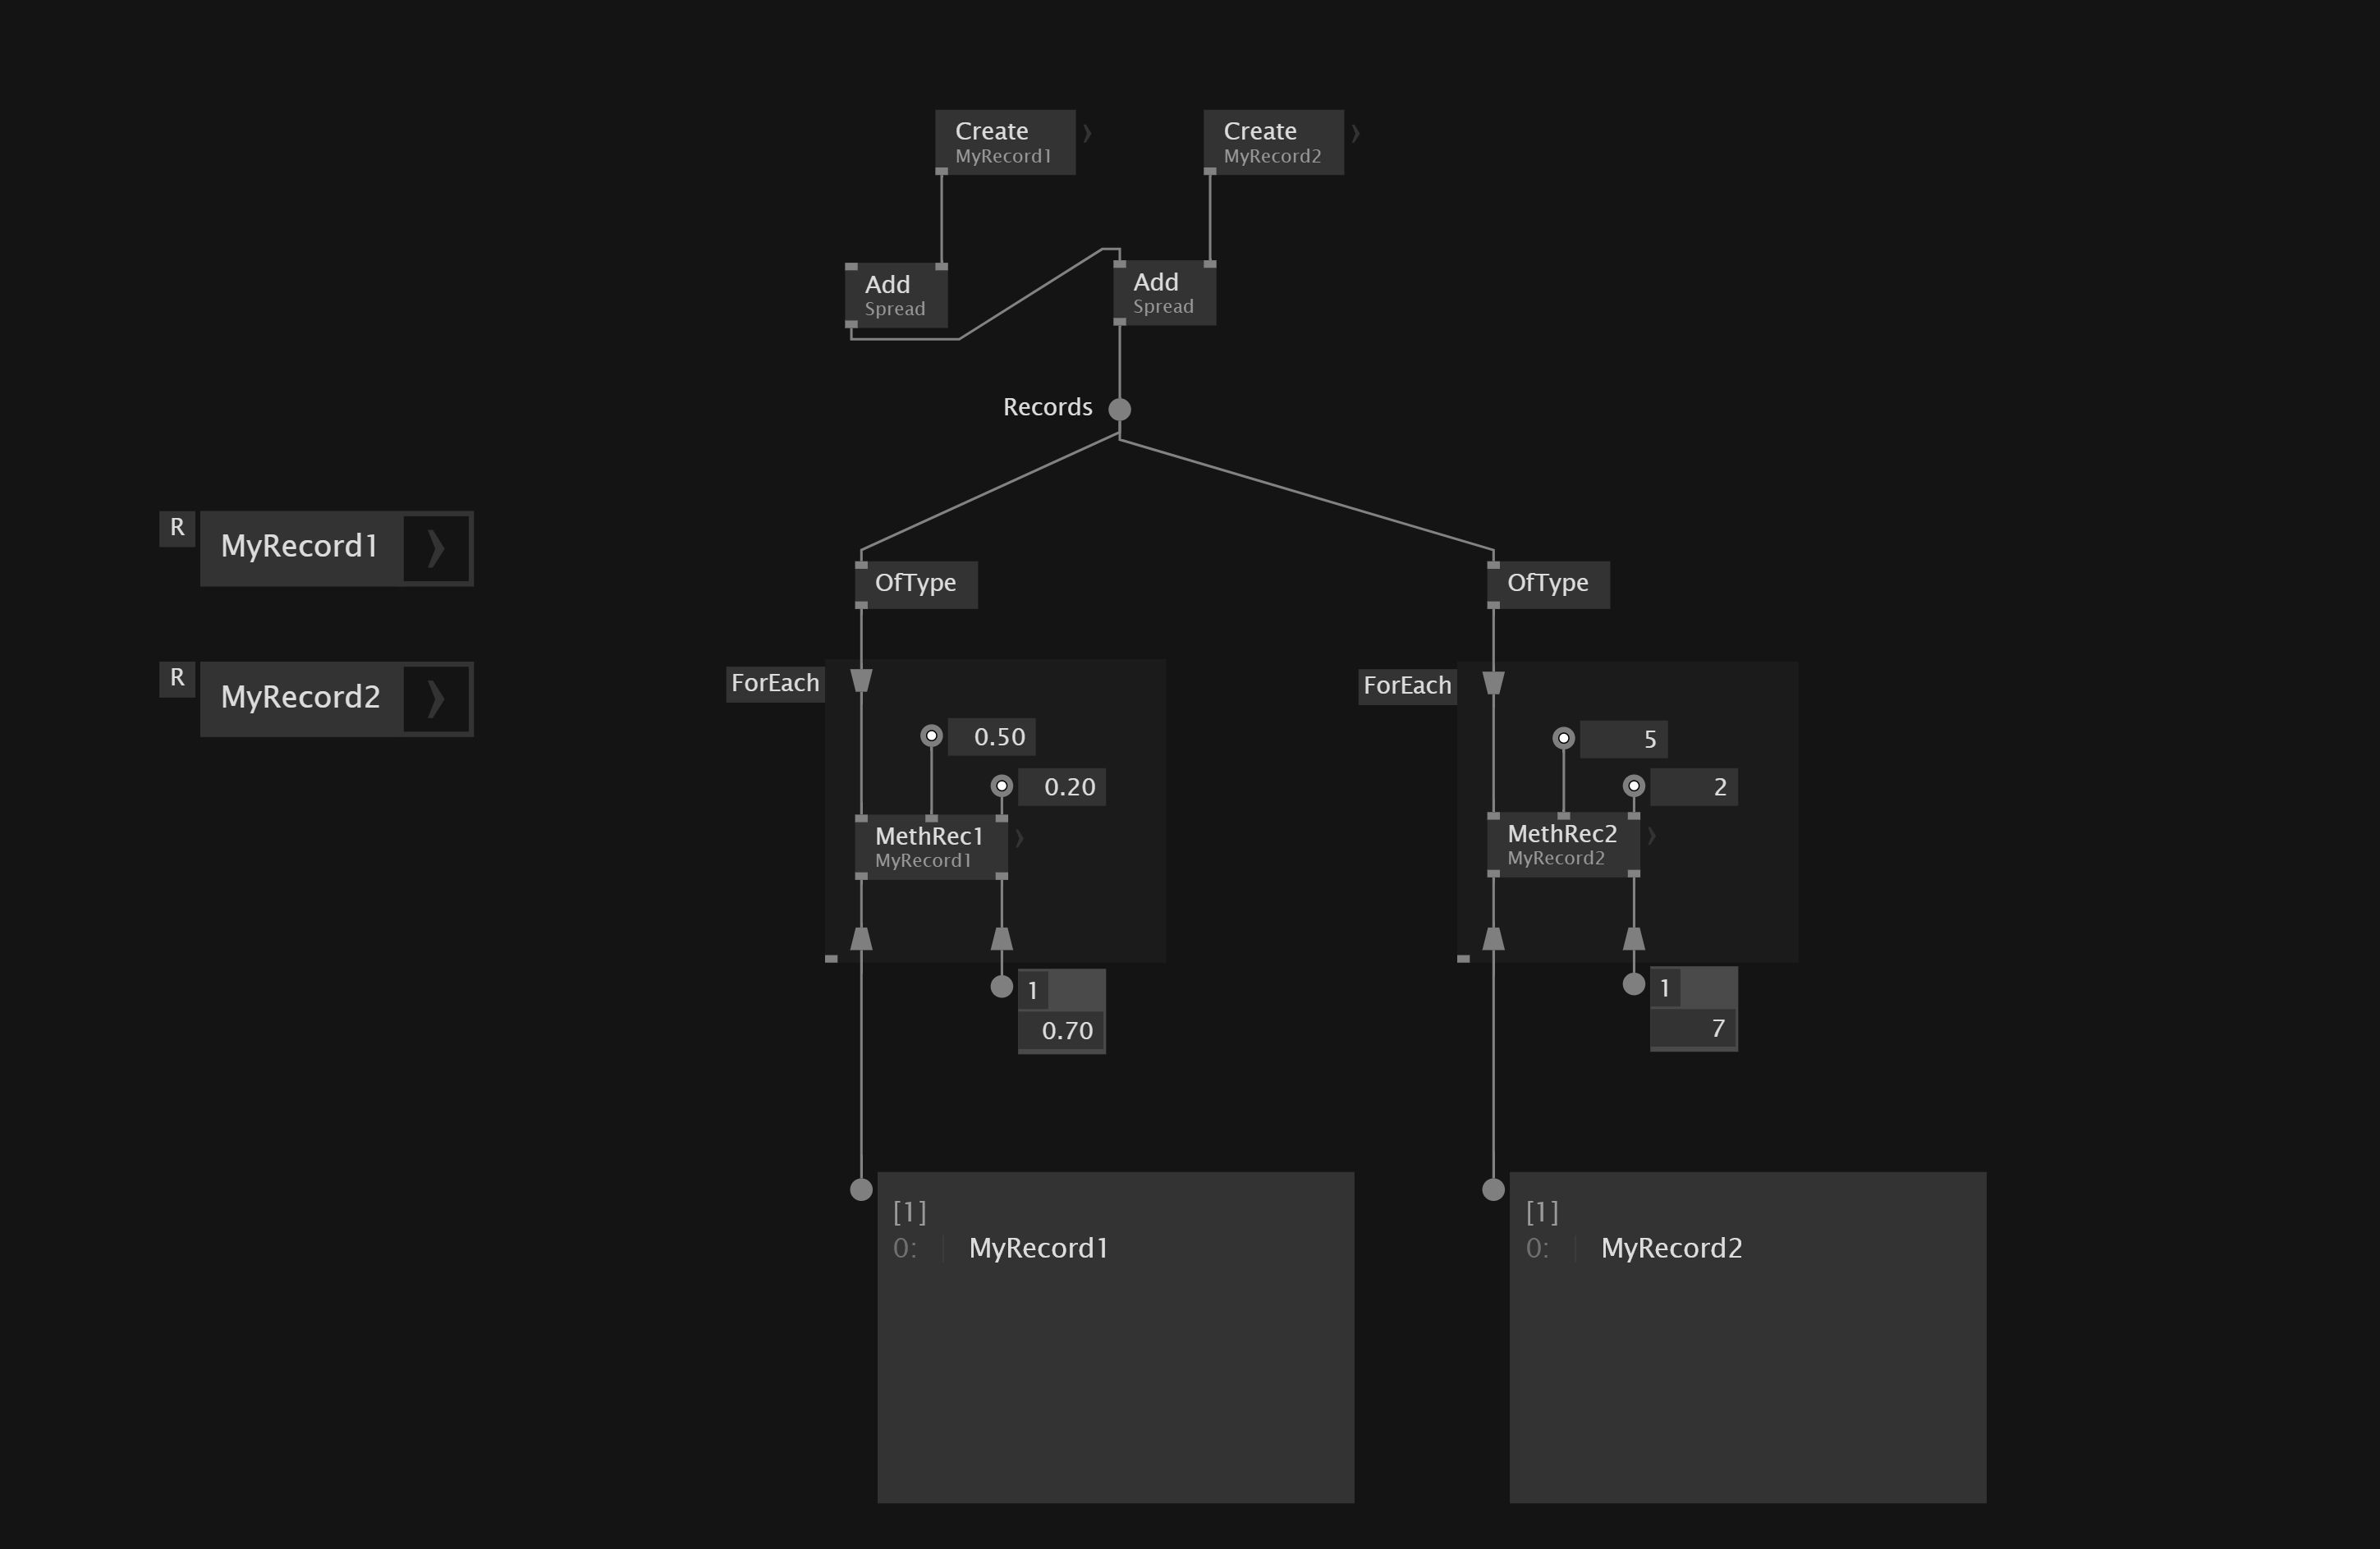 Create
MyRecord1
Create
MyRecord2
Add
Spread
Add
Spread
Records
R
MyRecord1
R
MyRecord2
OfType
OfType
ForEach
0.50
0.20
MethRec1
MyRecord1
1
0.70
ForEach
5
2
MethRec2
MyRecord2
1
7
[1]
0: MyRecord1
[1]
0: MyRecord2